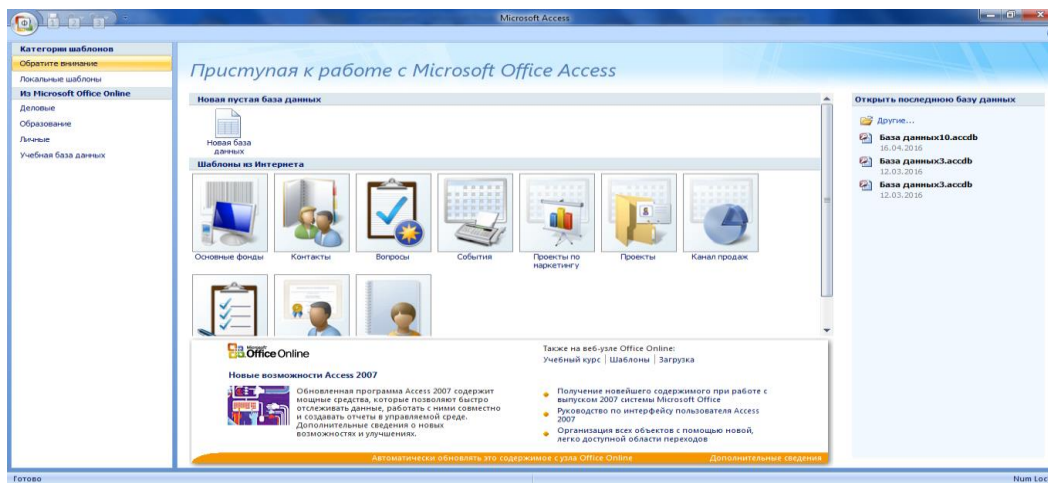 Microsoft Access
Категории шаблонов
Обратите внимание
Локальные шаблоны
Из Microsoft Office Online
Деловые
Образование
Личные
Учебная база данных
Приступая к работе с Microsoft Office Access
Новая пустая база данных
Новая база
данных
Шаблоны из Интернета
Основные фонды
Контакты
Вопросы
События
Проекты по
маркетингу
Проекты
Канал продаж
Microsoft
Office Online
Новые возможности Access 2007
Обновленная программа Access 2007 содержит
мощные средства, которые позволяют быстро
отслеживать данные, работать с ними совместно
и создавать отчеты в управляемой среде.
Дополнительные сведения о новых
возможностях и улучшениях.
Также на веб-узле Office Online:
Учебный курс | Шаблоны | Загрузка
Получение новейшего содержимого при работе с
выпуском 2007 системы Microsoft Office
Руководство по интерфейсу пользователя Access
2007
Организация всех объектов с помощью новой,
легко доступной области переходов
Автоматически обновлять это содержимое с узла Office Online
Дополнительные сведения
Открыть последнюю базу данных
Другие...
База данных10.accdb
16.04.2016
База данных3.accdb
12.03.2016
База данных3.accdb
12.03.2016
Готово
Num Loc